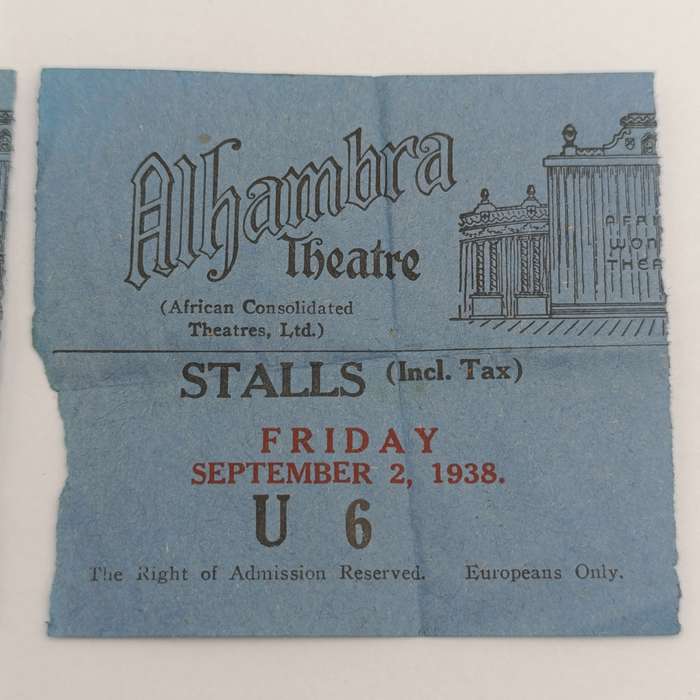 Alhambra
Theatre
(African Consolidated
Theatres, Ltd.)
STALLS (Incl. Tax)
FRIDAY
SEPTEMBER 2, 1938.
U 6
The Right of Admission Reserved. Europeans Only.